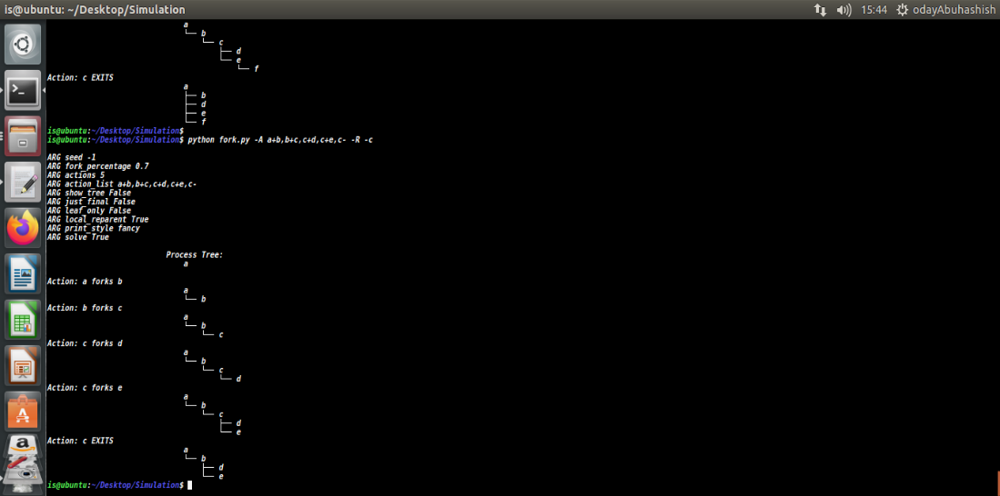 is@ubuntu: ~/Desktop/Simulation 15:44 odayAbuhashish
a
└─ b
└─ c
├─ d
└─ e
└─ f
Action: c EXITS
a
├─ b
├─ d
├─ e
└─ f
is@ubuntu:~/Desktop/Simulation$
is@ubuntu:~/Desktop/Simulation$ python fork.py -A a+b,b+c,c+d,c+e,c- -R -c
ARG seed -1
ARG fork_percentage 0.7
ARG actions 5
ARG action_list a+b,b+c,c+d,c+e,c-
ARG show_tree False
ARG just_final False
ARG leaf_only False
ARG local_reparent True
ARG print_style fancy
ARG solve True
Process Tree:
a
Action: a forks b
a
└─ b
Action: b forks c
a
└─ b
└─ c
Action: c forks d
a
└─ b
└─ c
└─ d
Action: c forks e
a
└─ b
└─ c
├─ d
└─ e
Action: c EXITS
a
└─ b
├─ d
└─ e
is@ubuntu:~/Desktop/Simulation$